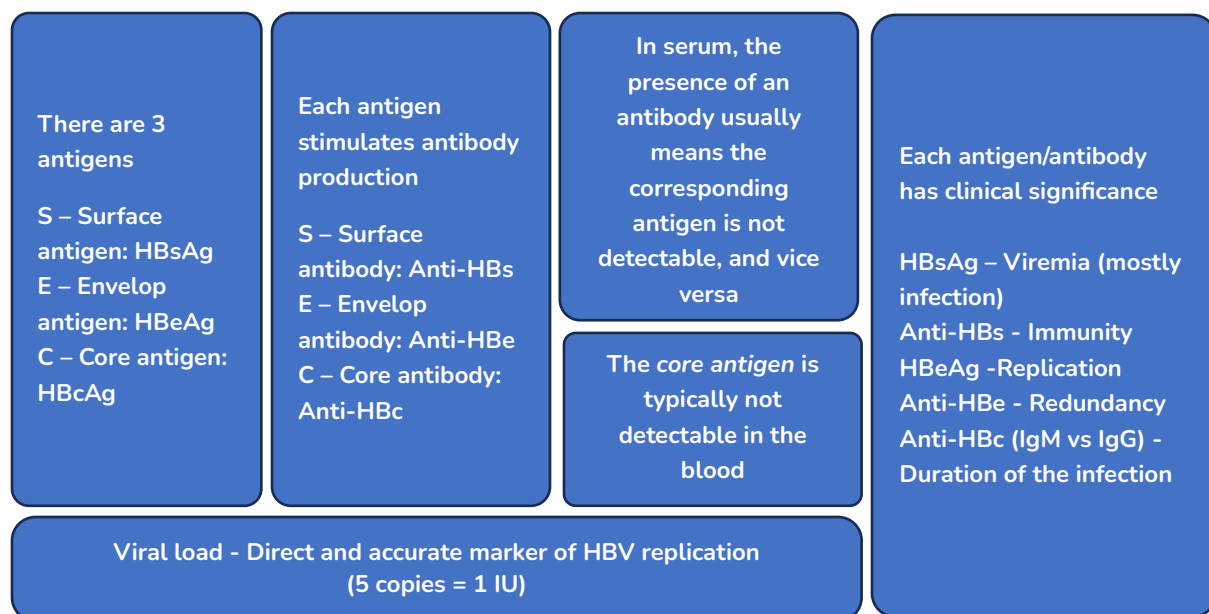 There are 3
antigens
S – Surface
antigen: HBsAg
E – Envelop
antigen: HBeAg
C – Core antigen:
HBcAg
Each antigen
stimulates antibody
production
S – Surface
antibody: Anti-HBs
E – Envelop
antibody: Anti-HBe
C – Core antibody:
Anti-HBc
In serum, the
presence of an
antibody usually
means the
corresponding
antigen is not
detectable, and vice
versa
The core antigen is
typically not
detectable in the
blood
Each antigen/antibody
has clinical significance
HBsAg – Viremia (mostly
infection)
Anti-HBs - Immunity
HBeAg -Replication
Anti-HBe - Redundancy
Anti-HBc (IgM vs IgG) -
Duration of the infection
Viral load - Direct and accurate marker of HBV replication
(5 copies = 1 IU)